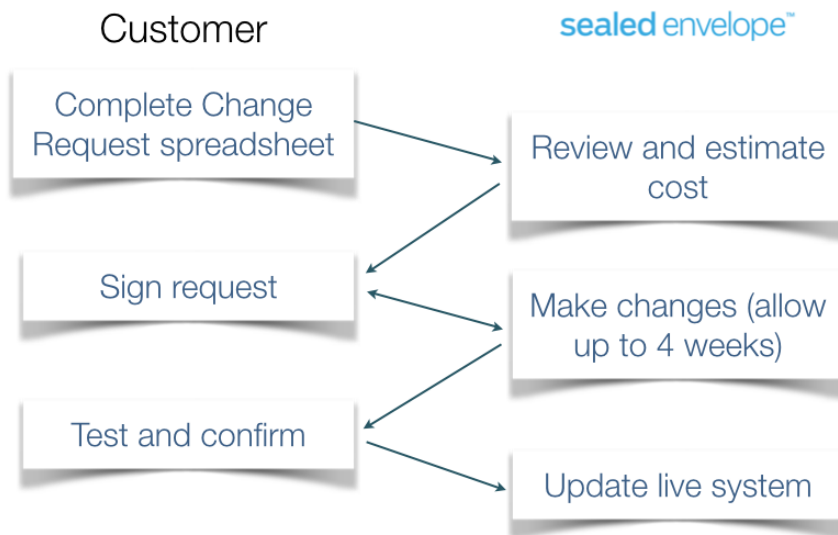 Customer
sealed envelope™
Complete Change
Request spreadsheet
Review and estimate
cost
Sign request
Make changes (allow
up to 4 weeks)
Test and confirm
Update live system